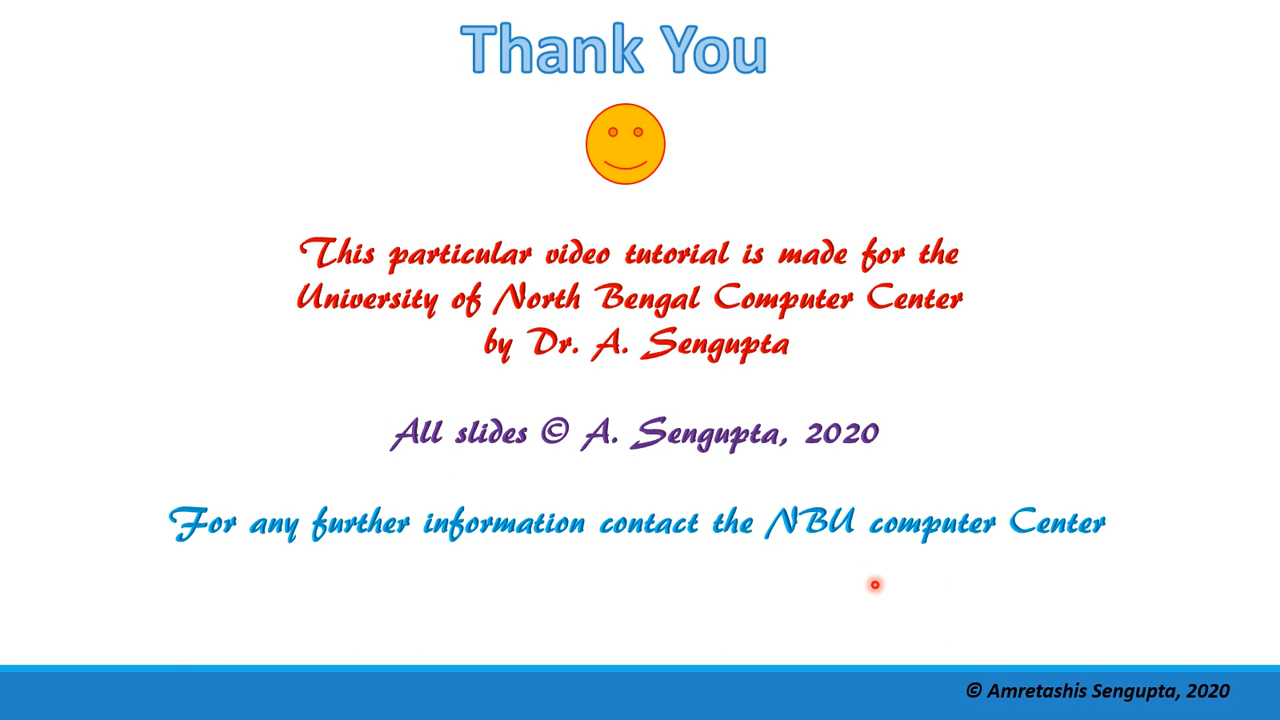 Thank You
This particular video tutorial is made for the
University of North Bengal Computer Center
by Dr. A. Sengupta
All slides © A. Sengupta, 2020
For any further information contact the NBU computer Center
© Amretashis Sengupta, 2020